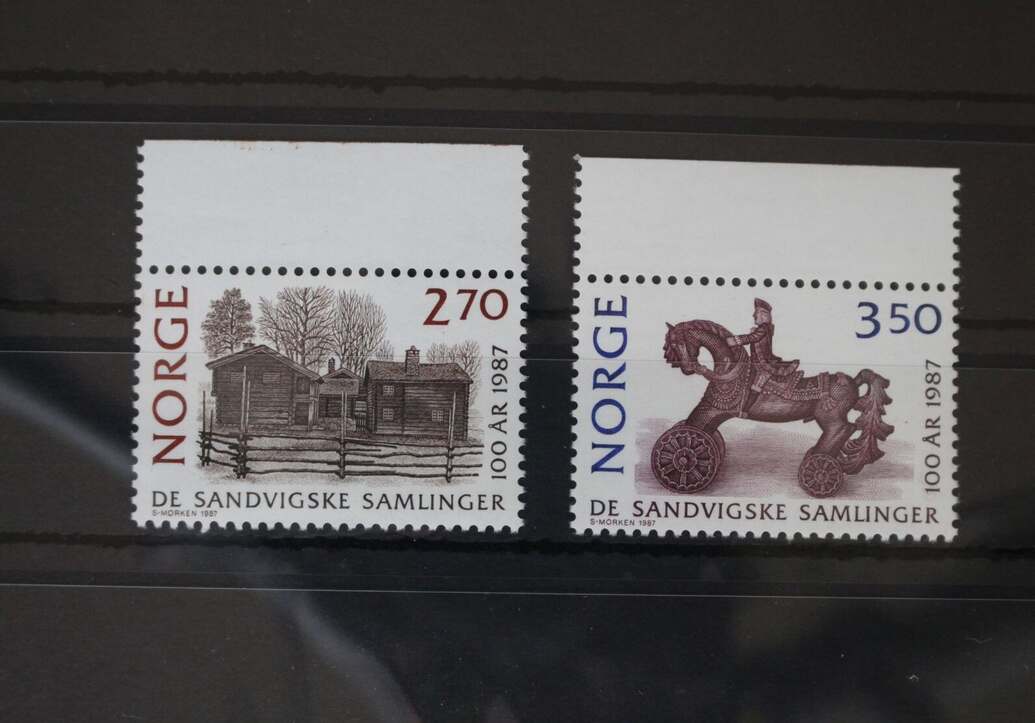 NORGE
270
100 ÅR 1987
DE SANDVIGSKE SAMLINGER
S·MORKEN 1987
NORGE
350
100 ÅR 1987
DE SANDVIGSKE SAMLINGER
S·MORKEN 1987